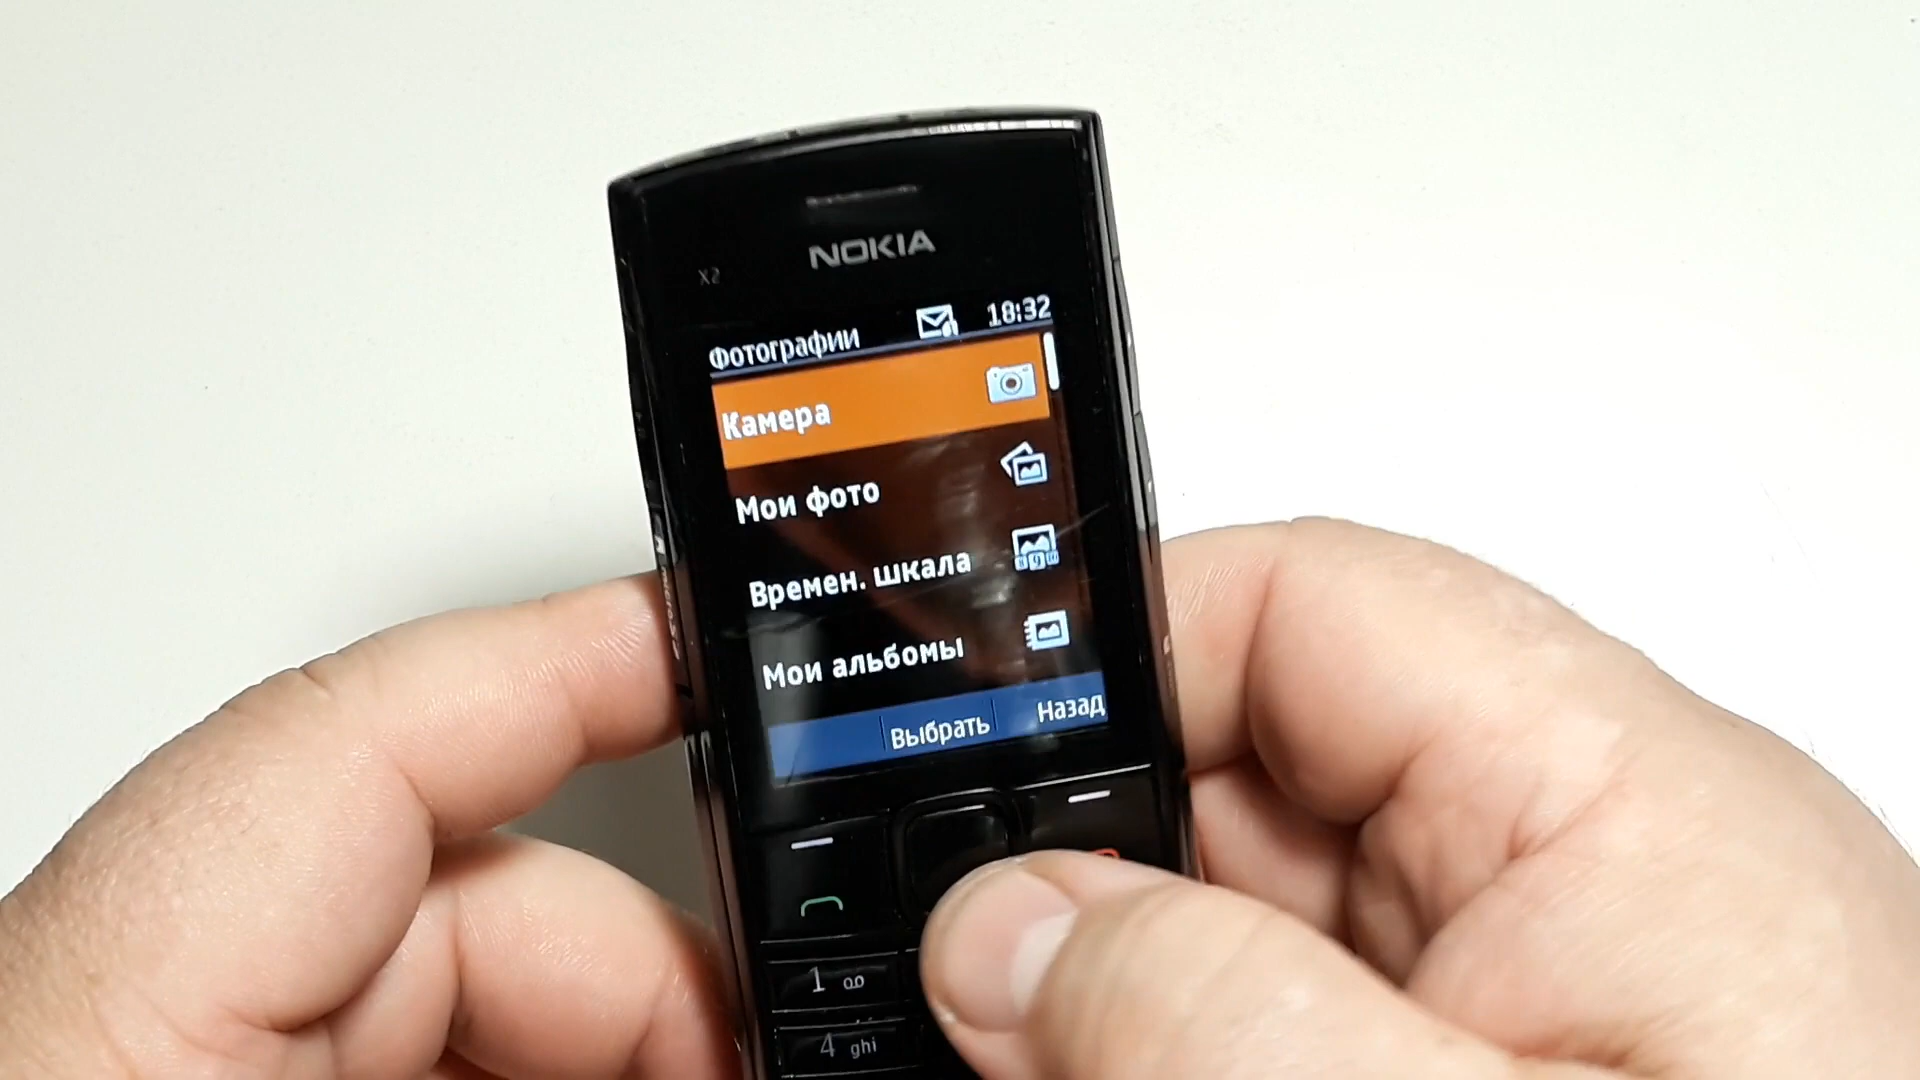 NOKIA
X2
18:32
Фотографии
Камера
Мои фото
Времен. шкала
Мои альбомы
Выбрать Назад
1
4 ghi